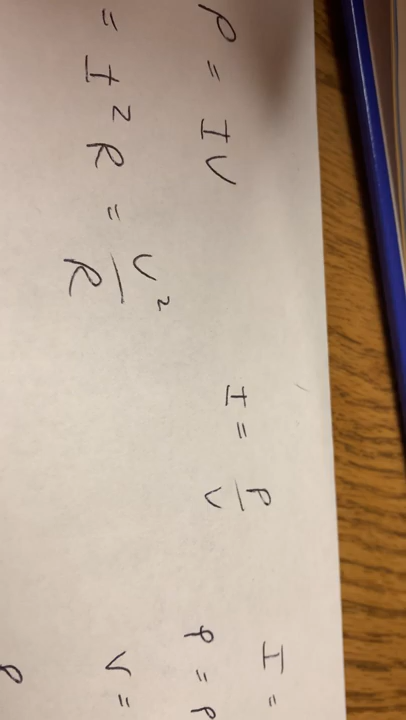 P = IV
= I²R = V²/R
I = P/V
I =
P = P
V =
P